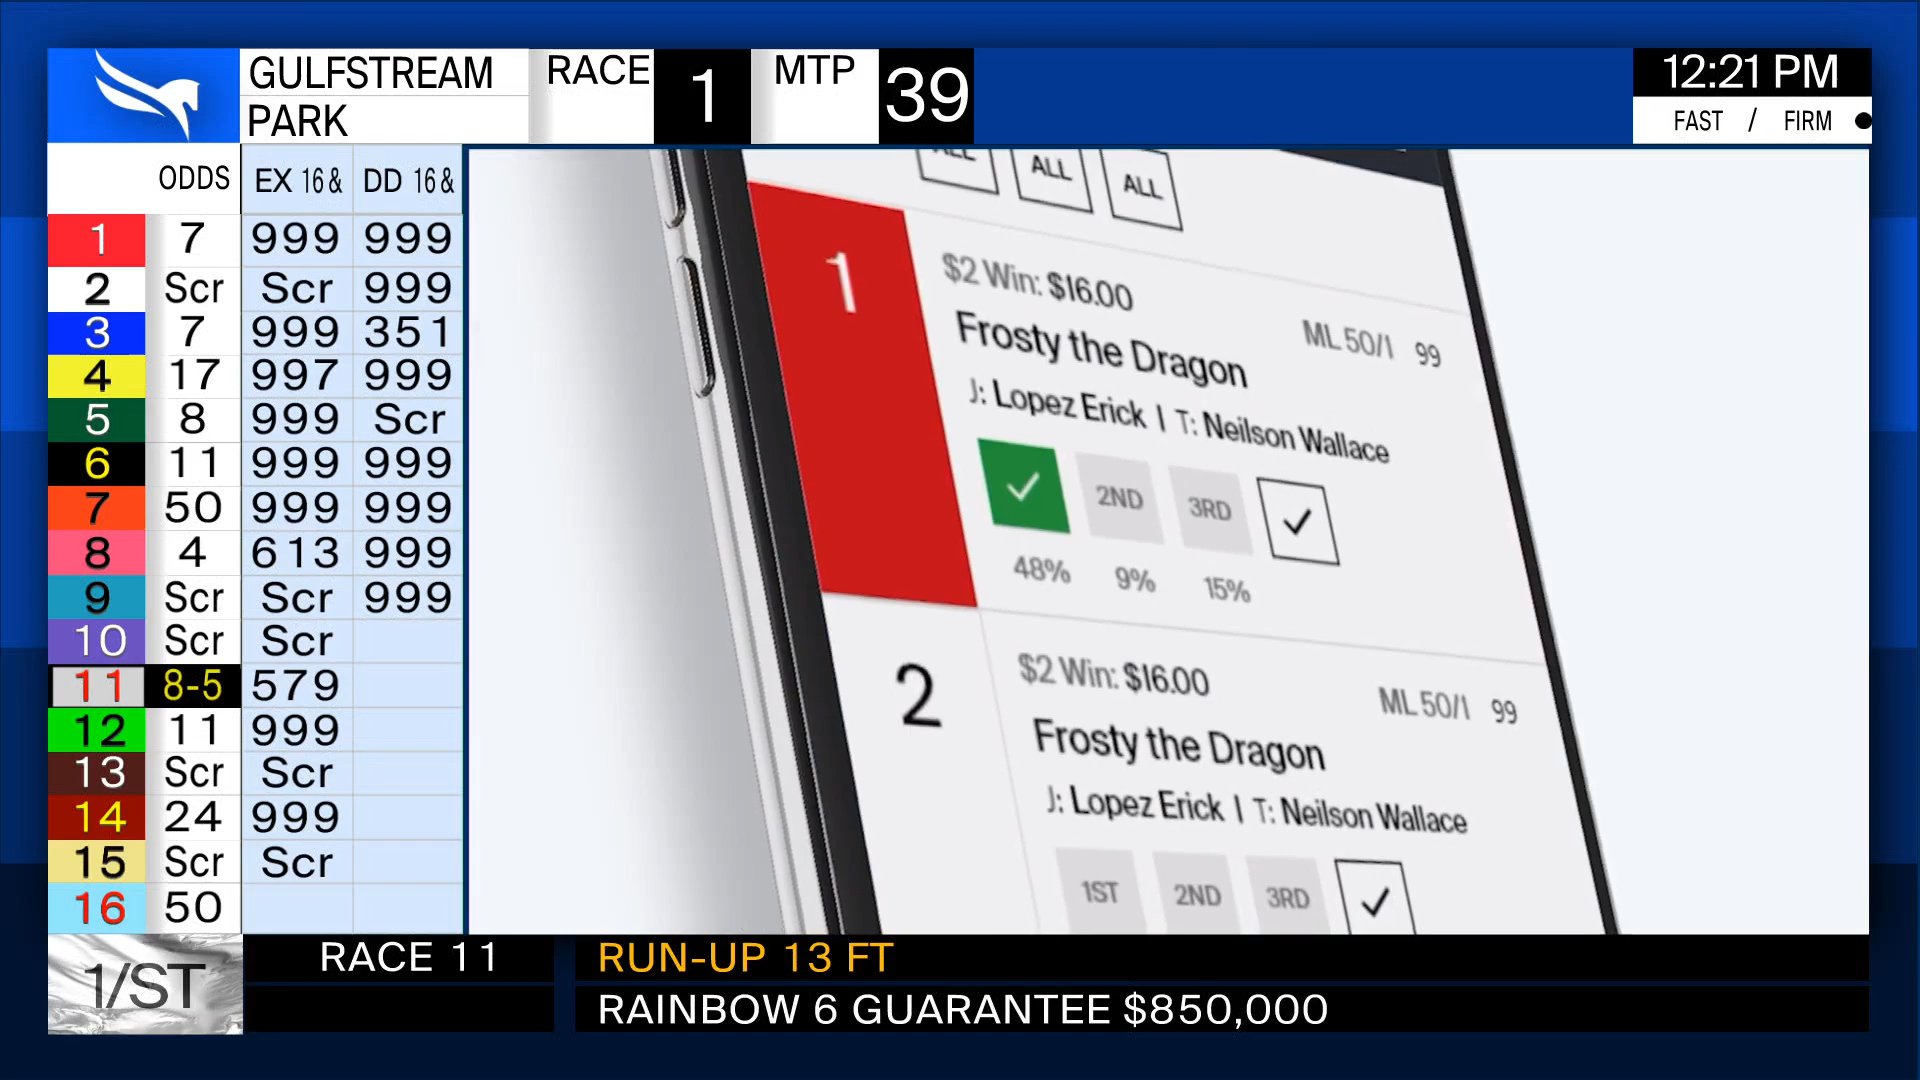 GULFSTREAM
PARK
RACE 1 MTP 39
12:21 PM
FAST / FIRM
ODDS EX 16 & DD 16 &
1 7 999 999
2 Scr Scr 999
3 7 999 351
4 17 997 999
5 8 999 Scr
6 11 999 999
7 50 999 999
8 4 613 999
9 Scr Scr 999
10 Scr Scr
11 8-5 579
12 11 999
13 Scr Scr
14 24 999
15 Scr Scr
16 50
ALL ALL ALL
1
$2 Win: $16.00
Frosty the Dragon ML 50/1 99
J: Lopez Erick | T: Neilson Wallace
2ND 3RD
48% 9% 15%
2
$2 Win: $16.00
Frosty the Dragon ML 50/1 99
J: Lopez Erick | T: Neilson Wallace
1ST 2ND 3RD
1/ST
RACE 11
RUN-UP 13 FT
RAINBOW 6 GUARANTEE $850,000